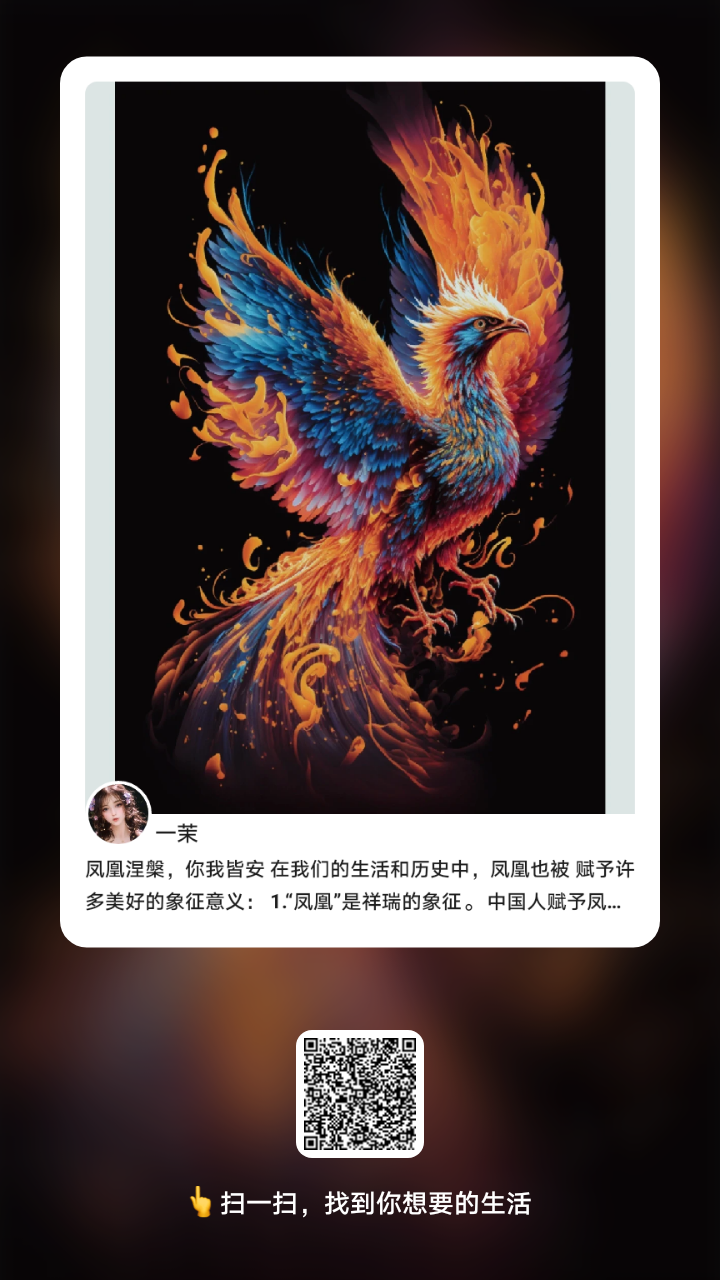 一茉
凤凰涅槃，你我皆安 在我们的生活和历史中，凤凰也被 赋予许
多美好的象征意义： 1.“凤凰”是祥瑞的象征。 中国人赋予凤...
👆扫一扫，找到你想要的生活